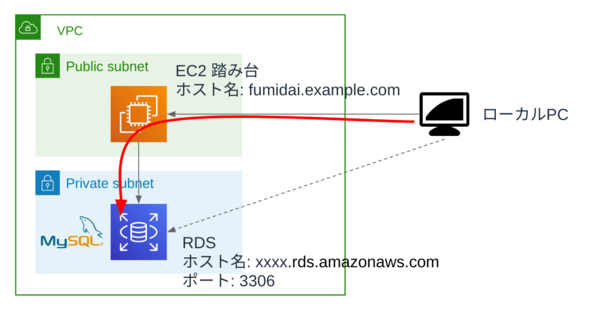 VPC
Public subnet
EC2 踏み台
ホスト名: fumidai.example.com
ローカルPC
Private subnet
MySQL
RDS
ホスト名: xxxx.rds.amazonaws.com
ポート: 3306